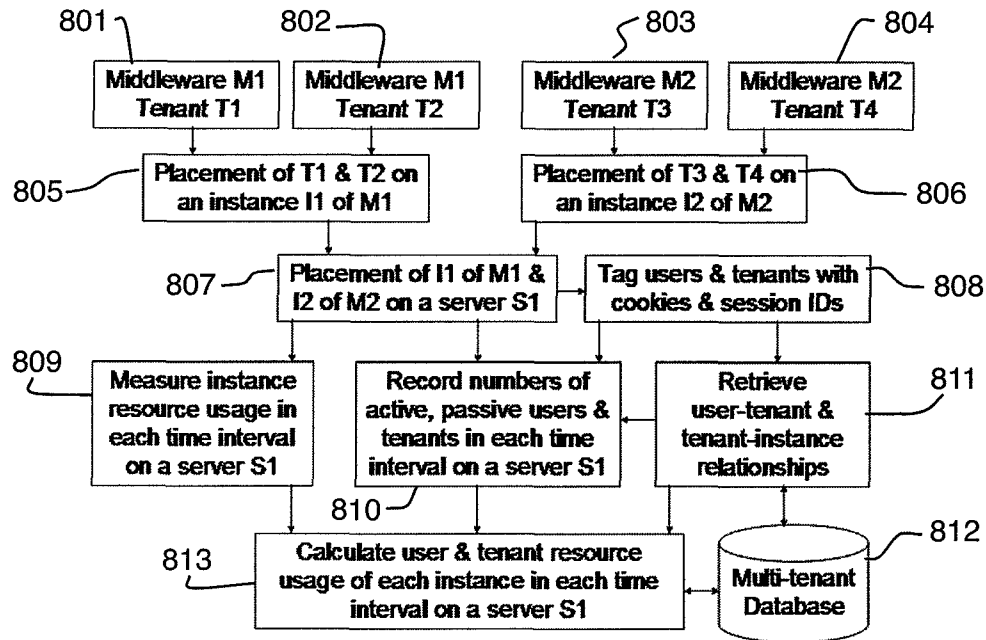 801
802
803
804
Middleware M1
Tenant T1
Middleware M1
Tenant T2
Middleware M2
Tenant T3
Middleware M2
Tenant T4
805
Placement of T1 & T2 on
an instance I1 of M1
Placement of T3 & T4 on
an instance I2 of M2
806
807
Placement of I1 of M1 &
I2 of M2 on a server S1
Tag users & tenants with
cookies & session IDs
808
809
Measure instance
resource usage in
each time interval
on a server S1
Record numbers of
active, passive users &
tenants in each time
interval on a server S1
Retrieve
user-tenant &
tenant-instance
relationships
811
810
812
813
Calculate user & tenant resource
usage of each instance in each time
interval on a server S1
Multi-tenant
Database